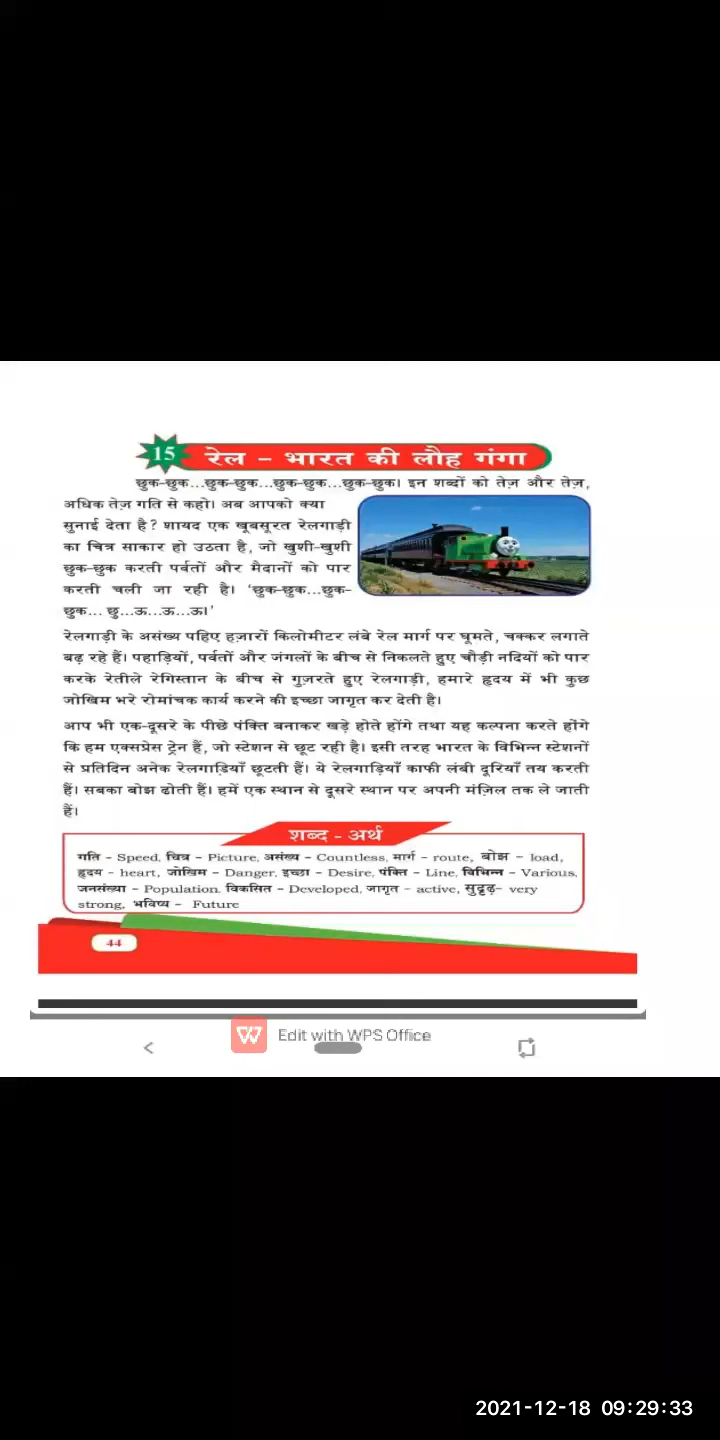 15 रेल – भारत की लौह गंगा
छुक-छुक...छुक-छुक...छुक-छुक...छुक-छुक। इन शब्दों को तेज़ और तेज़,
अधिक तेज़ गति से कहो। अब आपको क्या
सुनाई देता है? शायद एक खूबसूरत रेलगाड़ी
का चित्र साकार हो उठता है, जो खुशी-खुशी
छुक-छुक करती पर्वतों और मैदानों को पार
करती चली जा रही है। ‘छुक-छुक...छुक-
छुक... छु...ऊ...ऊ...ऊ।’
रेलगाड़ी के असंख्य पहिए हज़ारों किलोमीटर लंबे रेल मार्ग पर घूमते, चक्कर लगाते
बढ़ रहे हैं। पहाड़ियों, पर्वतों और जंगलों के बीच से निकलते हुए चौड़ी नदियों को पार
करके रेतीले रेगिस्तान के बीच से गुज़रते हुए रेलगाड़ी, हमारे हृदय में भी कुछ
जोखिम भरे रोमांचक कार्य करने की इच्छा जागृत कर देती है।
आप भी एक-दूसरे के पीछे पंक्ति बनाकर खड़े होते होंगे तथा यह कल्पना करते होंगे
कि हम एक्सप्रेस ट्रेन हैं, जो स्टेशन से छूट रही है। इसी तरह भारत के विभिन्न स्टेशनों
से प्रतिदिन अनेक रेलगाडि़याँ छूटती हैं। ये रेलगाड़ियाँ काफी लंबी दूरियाँ तय करती
हैं। सबका बोझ ढोती हैं। हमें एक स्थान से दूसरे स्थान पर अपनी मंज़िल तक ले जाती
हैं।
शब्द - अर्थ
गति – Speed, चित्र – Picture, असंख्य – Countless, मार्ग – route, बोझ – load,
हृदय – heart, जोखिम – Danger, इच्छा – Desire, पंक्ति – Line, विभिन्न – Various,
जनसंख्या – Population, विकसित – Developed, जागृत – active, सुदृढ़– very
strong, भविष्य – Future
44
Edit with WPS Office
2021-12-18 09:29:33